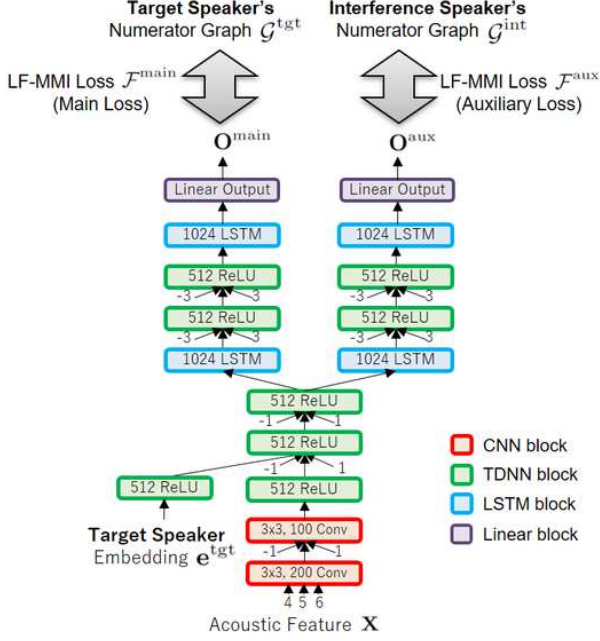 Target Speaker's Interference Speaker's
Numerator Graph 𝒢^tgt Numerator Graph 𝒢^int
LF-MMI Loss ℱ^main LF-MMI Loss ℱ^aux
(Main Loss) (Auxiliary Loss)
O^main O^aux
Linear Output Linear Output
1024 LSTM 1024 LSTM
512 ReLU 512 ReLU
-3 3 -3 3
512 ReLU 512 ReLU
-3 3 -3 3
1024 LSTM 1024 LSTM
512 ReLU
-1 1
512 ReLU
-1 1
512 ReLU 512 ReLU
Target Speaker
Embedding e^tgt
3x3, 100 Conv
-1 1
3x3, 200 Conv
4 5 6
Acoustic Feature X
CNN block
TDNN block
LSTM block
Linear block